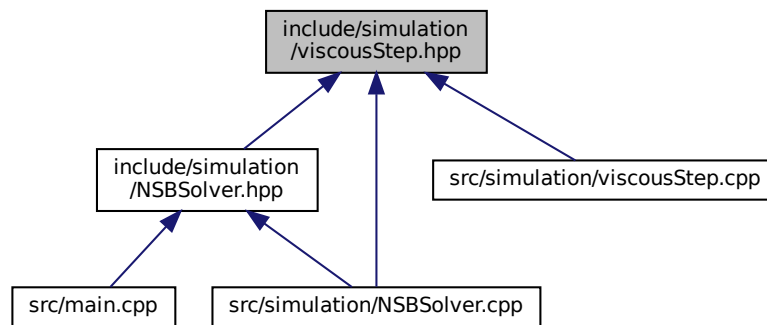 include/simulation
/viscousStep.hpp
include/simulation
/NSBSolver.hpp
src/simulation/viscousStep.cpp
src/main.cpp
src/simulation/NSBSolver.cpp